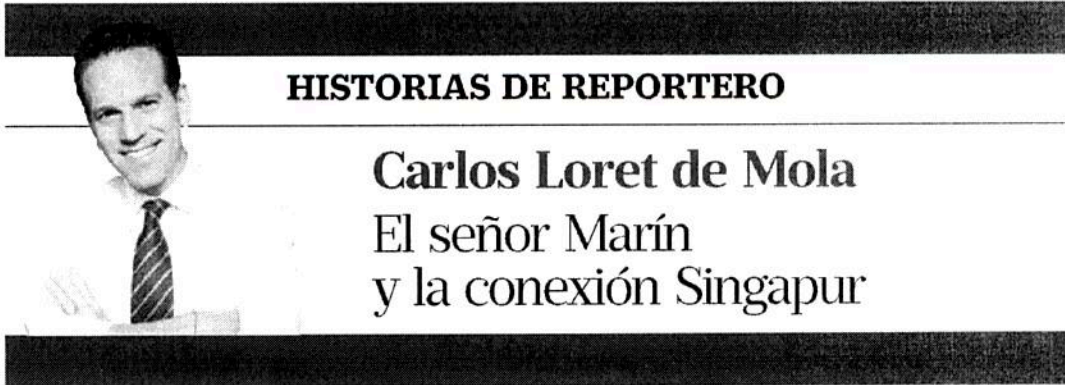 HISTORIAS DE REPORTERO
Carlos Loret de Mola
El señor Marín
y la conexión Singapur